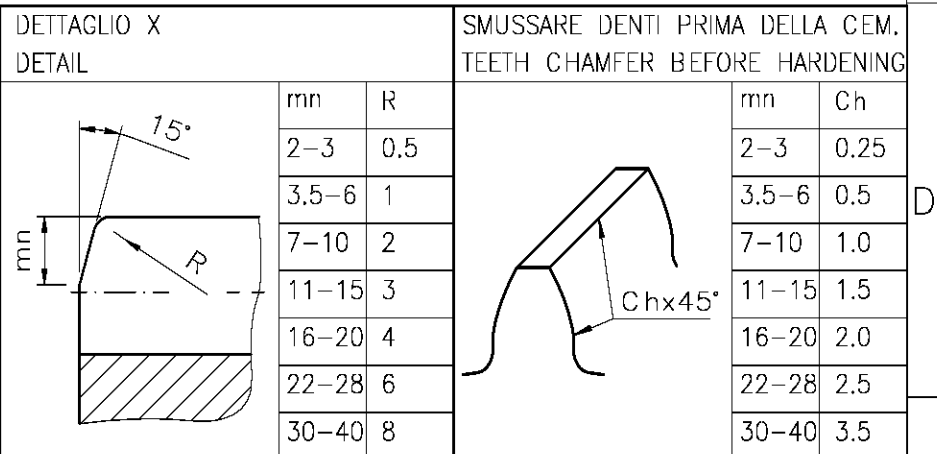 DETTAGLIO X
DETAIL
mn R
2-3 0.5
3.5-6 1
7-10 2
11-15 3
16-20 4
22-28 6
30-40 8
15°
mn
R
SMUSSARE DENTI PRIMA DELLA CEM.
TEETH CHAMFER BEFORE HARDENING
mn Ch
2-3 0.25
3.5-6 0.5
7-10 1.0
11-15 1.5
16-20 2.0
22-28 2.5
30-40 3.5
Chx45°
D